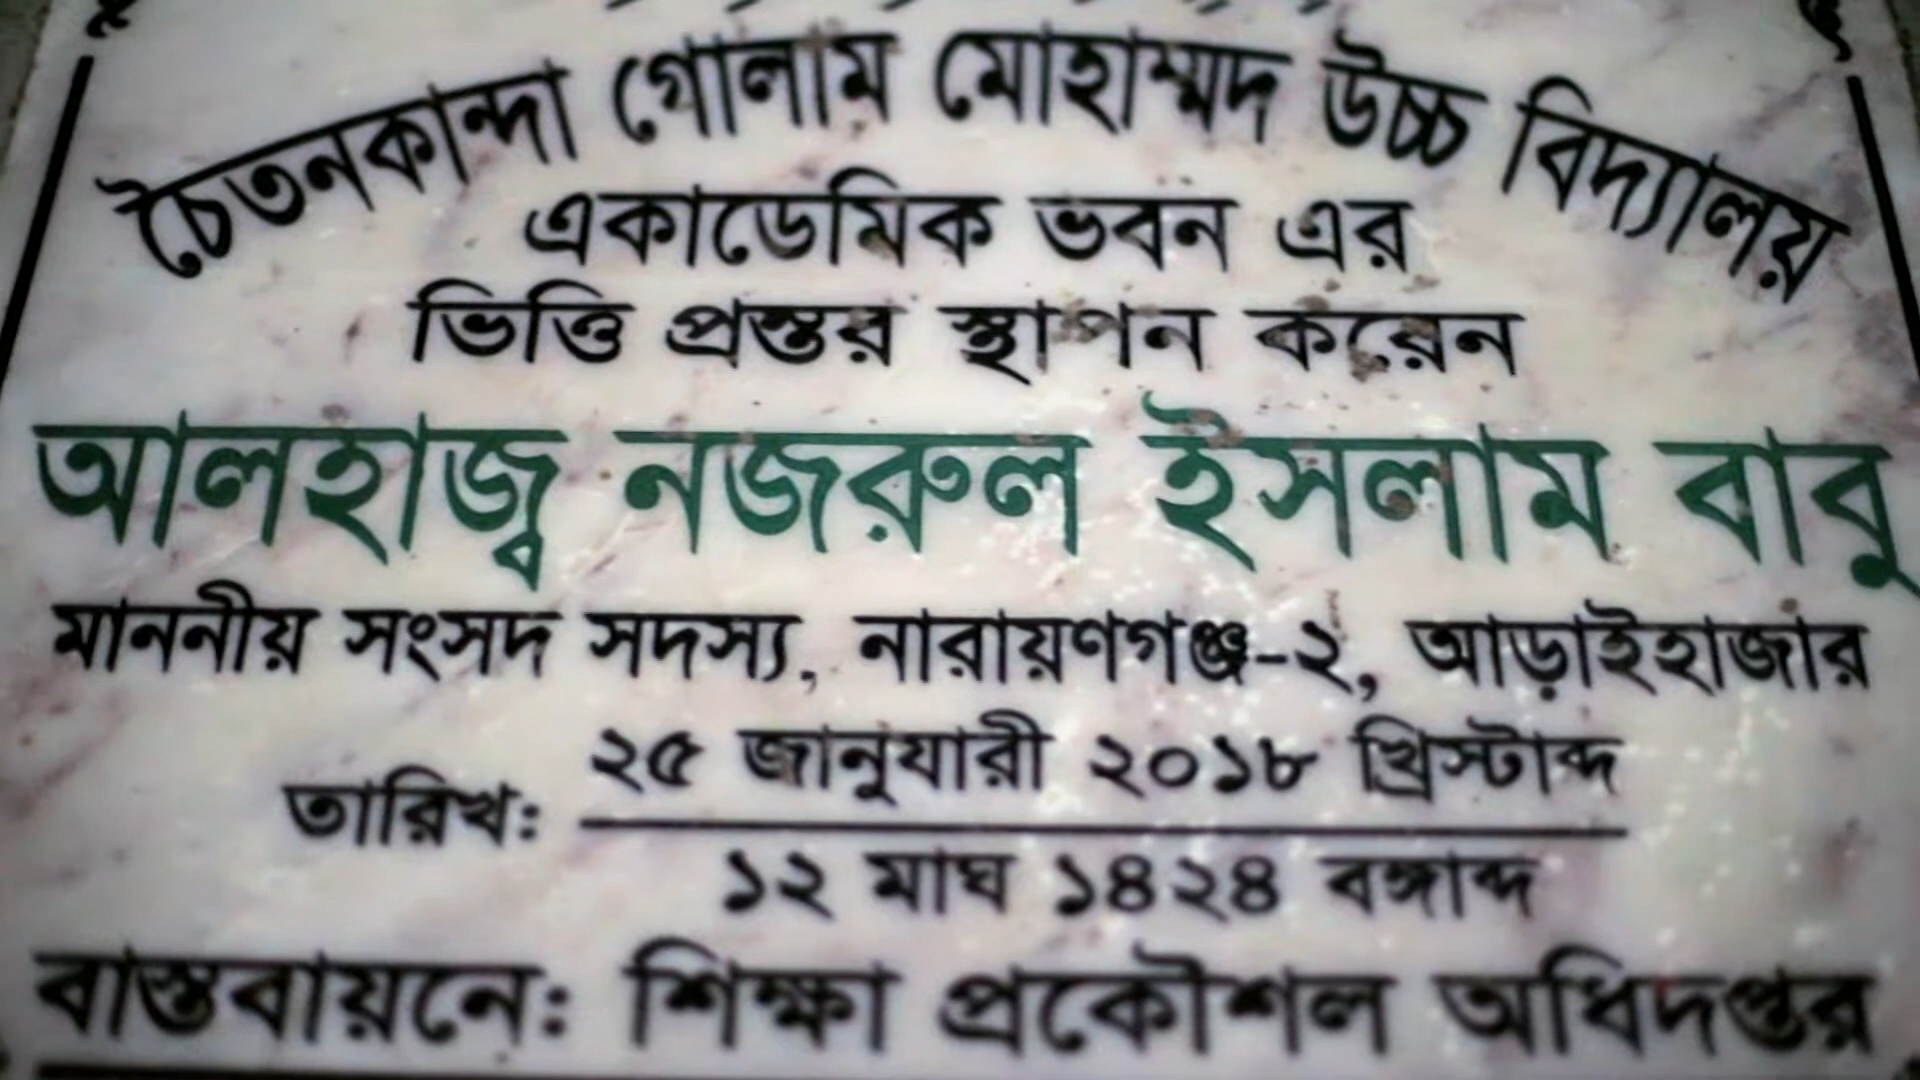 চৈতনকান্দা গোলাম মোহাম্মদ উচ্চ বিদ্যালয়
একাডেমিক ভবন এর
ভিত্তি প্রস্তর স্থাপন করেন
আলহাজ্ব নজরুল ইসলাম বাবু
মাননীয় সংসদ সদস্য, নারায়ণগঞ্জ-২, আড়াইহাজার
তারিখ: ২৫ জানুযারী ২০১৮ খ্রিস্টাব্দ
১২ মাঘ ১৪২৪ বঙ্গাব্দ
বাস্তবায়নে: শিক্ষা প্রকৌশল অধিদপ্তর